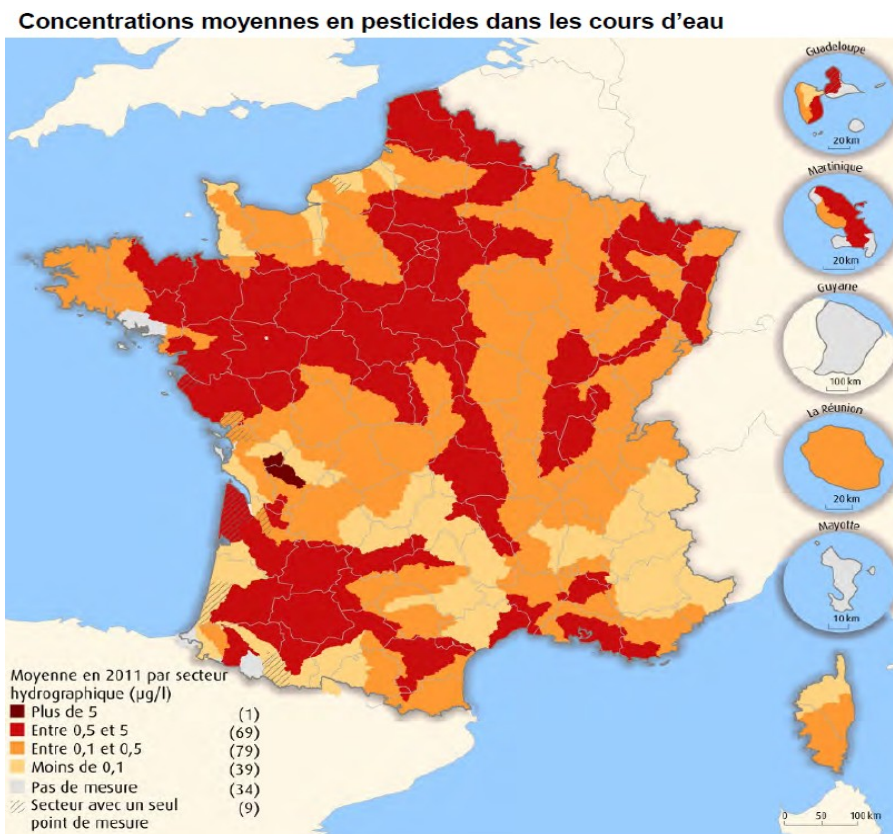 Concentrations moyennes en pesticides dans les cours d'eau
Guadeloupe
20 km
Martinique
20 km
Guyane
100 km
La Réunion
20 km
Mayotte
10 km
Moyenne en 2011 par secteur
hydrographique (µg/l)
Plus de 5 (1)
Entre 0,5 et 5 (69)
Entre 0,1 et 0,5 (79)
Moins de 0,1 (39)
Pas de mesure (34)
Secteur avec un seul (9)
point de mesure
0 50 100 km